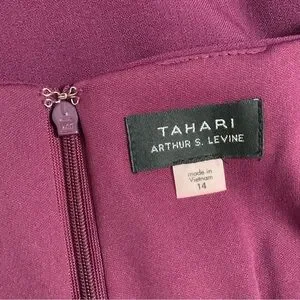 TAHARI
ARTHUR S. LEVINE
made in
Vietnam
14